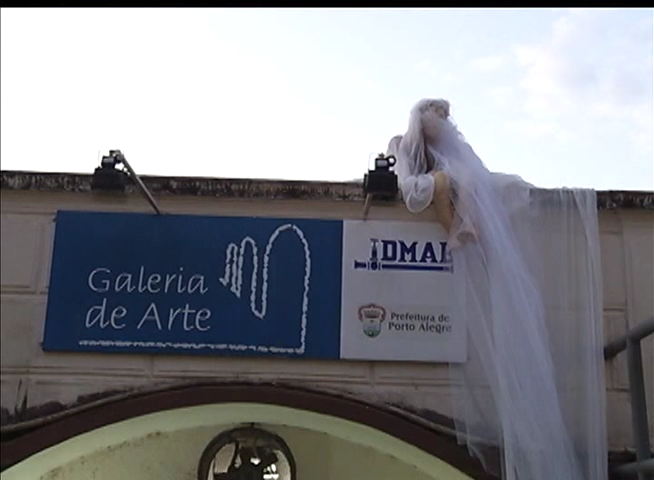 Galeria
de Arte
DMAE
Prefeitura de
Porto Alegre